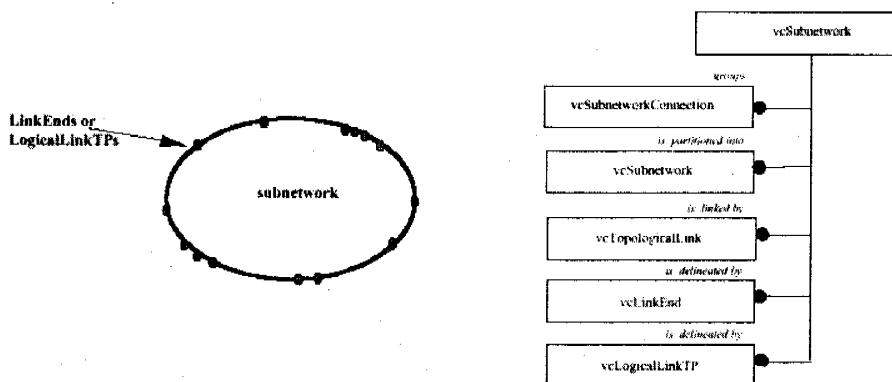 LinkEnds or
LogicalLinkTPs
subnetwork
vcSubnetwork
groups
vcSubnetworkConnection
is partitioned into
vcSubnetwork
is linked by
vcTopologicalLink
is delineated by
vcLinkEnd
is delineated by
vcLogicalLinkTP